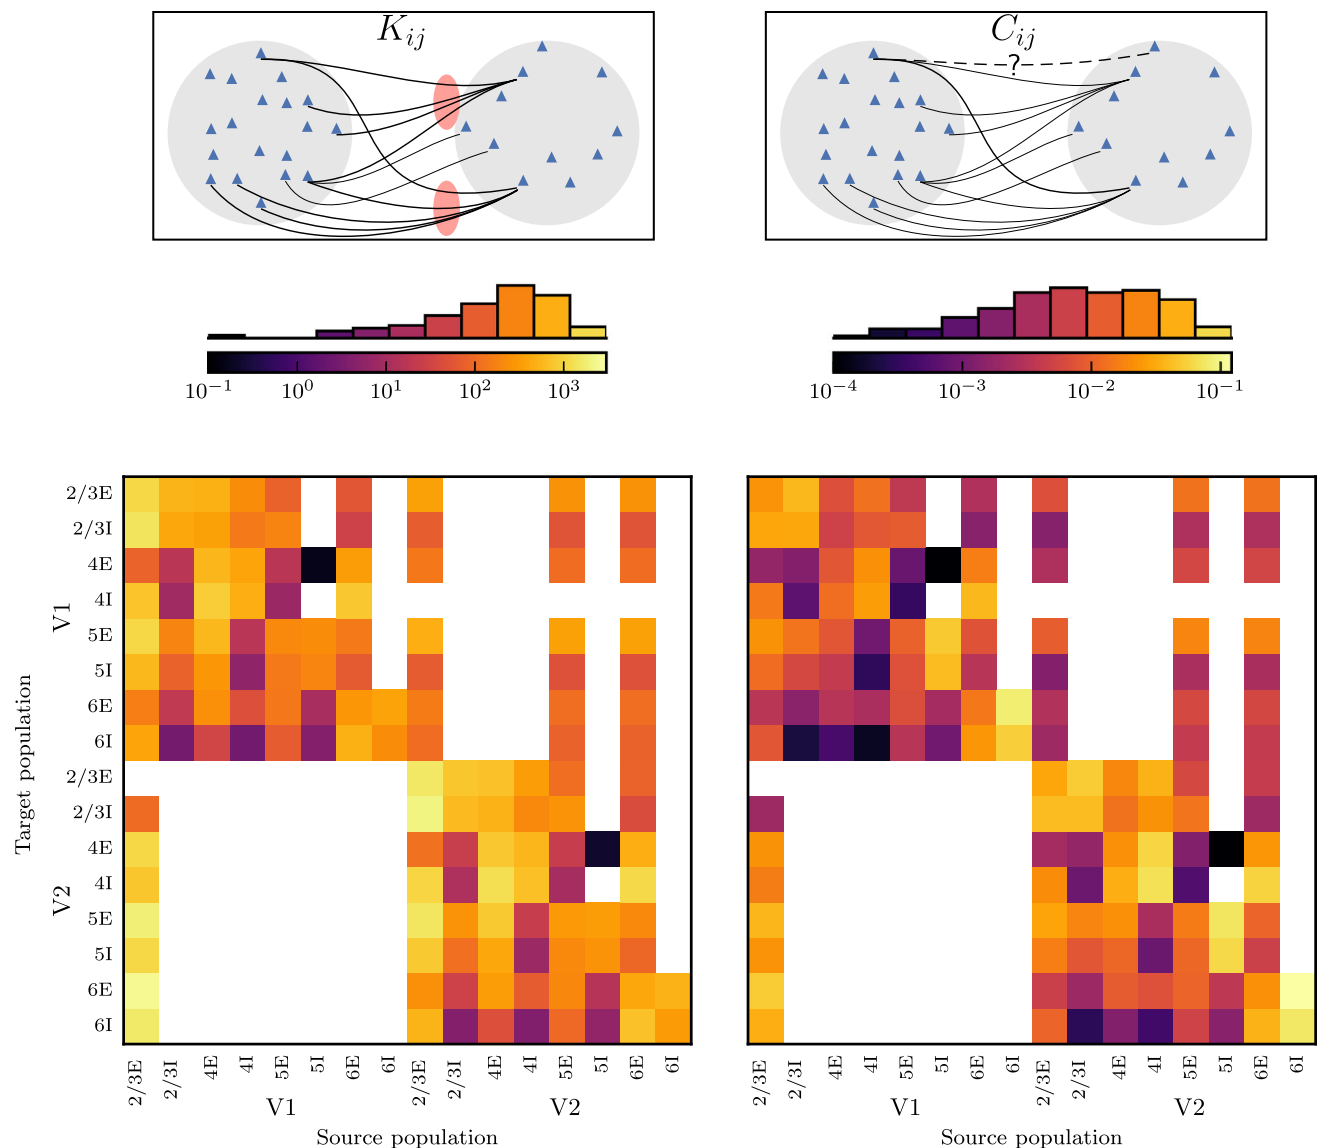 K_{ij}
C_{ij}
?
10^{-1} 10^{0} 10^{1} 10^{2} 10^{3}
10^{-4} 10^{-3} 10^{-2} 10^{-1}
Target population
V1
2/3E
2/3I
4E
4I
5E
5I
6E
6I
V2
2/3E
2/3I
4E
4I
5E
5I
6E
6I
2/3E 2/3I 4E 4I 5E 5I 6E 6I 2/3E 2/3I 4E 4I 5E 5I 6E 6I
V1 V2
Source population
2/3E 2/3I 4E 4I 5E 5I 6E 6I 2/3E 2/3I 4E 4I 5E 5I 6E 6I
V1 V2
Source population